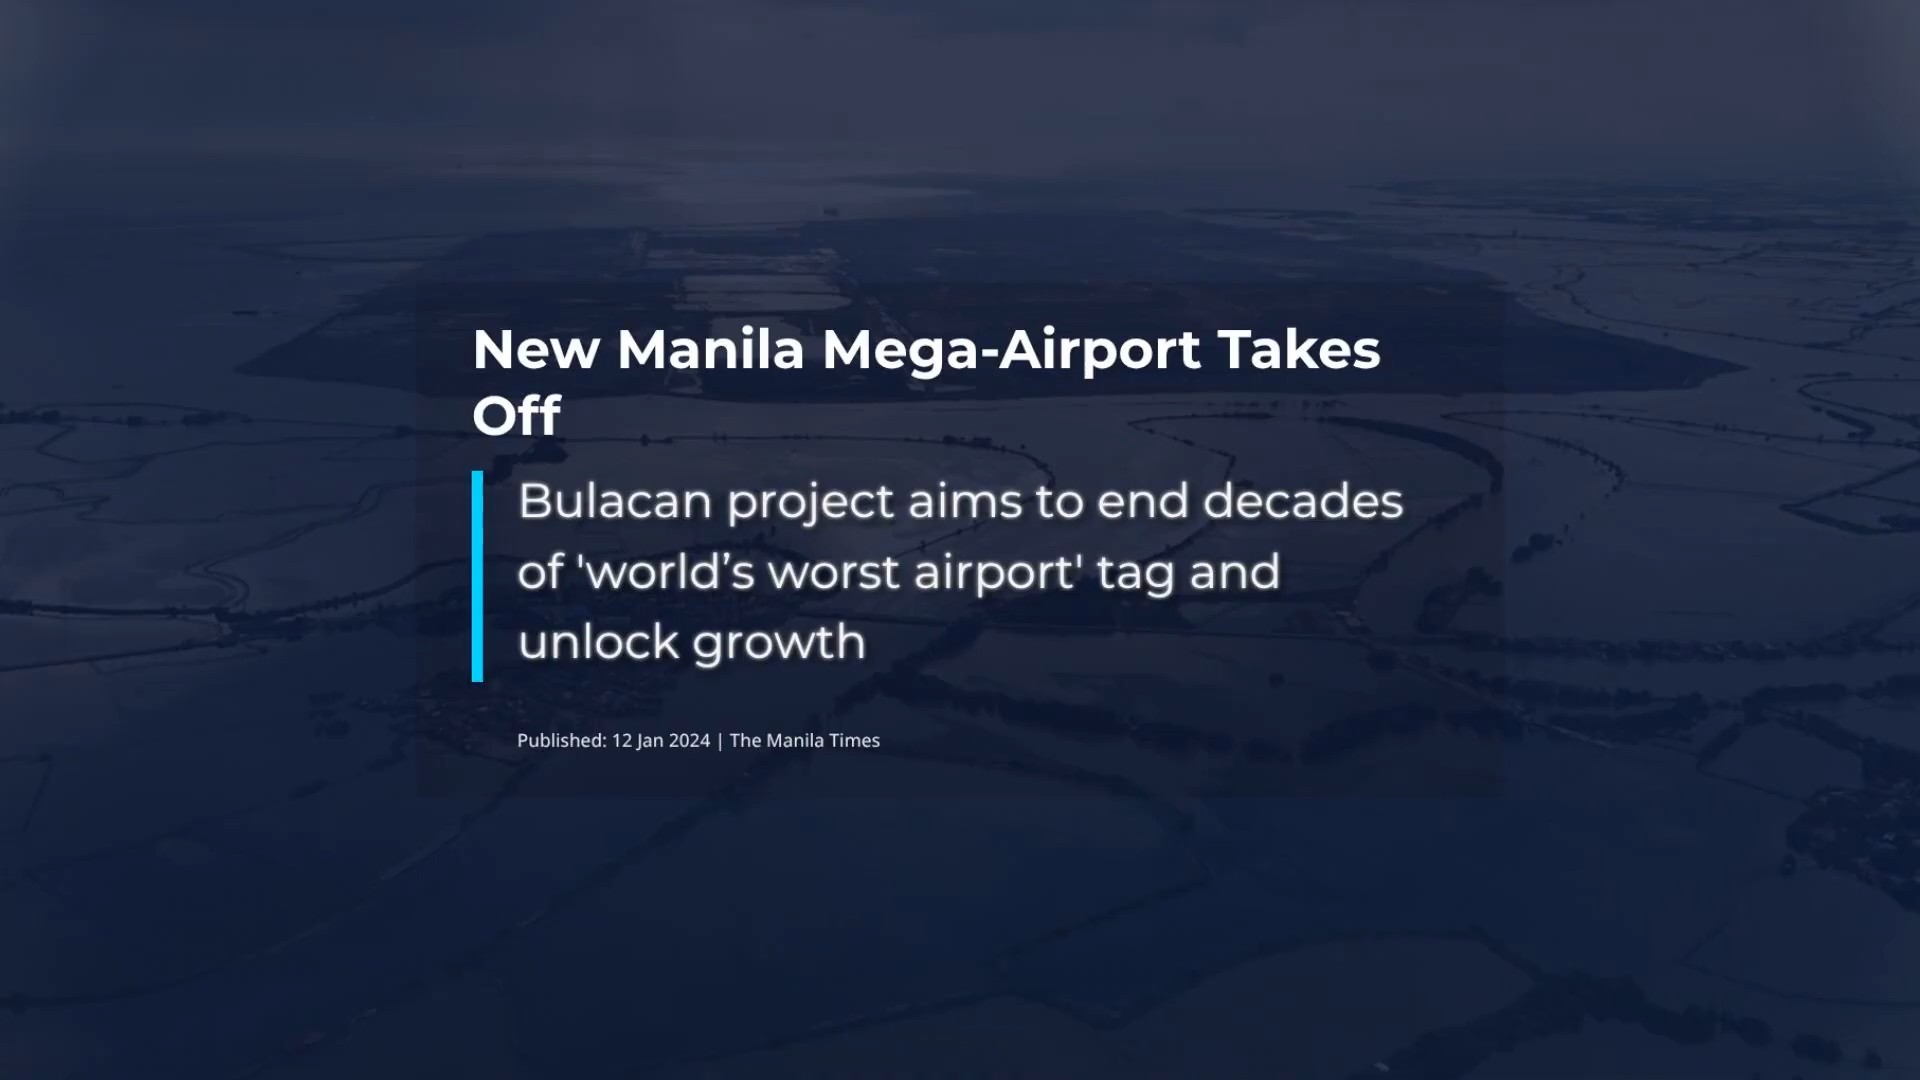 New Manila Mega-Airport Takes
Off
Bulacan project aims to end decades
of 'world’s worst airport' tag and
unlock growth
Published: 12 Jan 2024 | The Manila Times